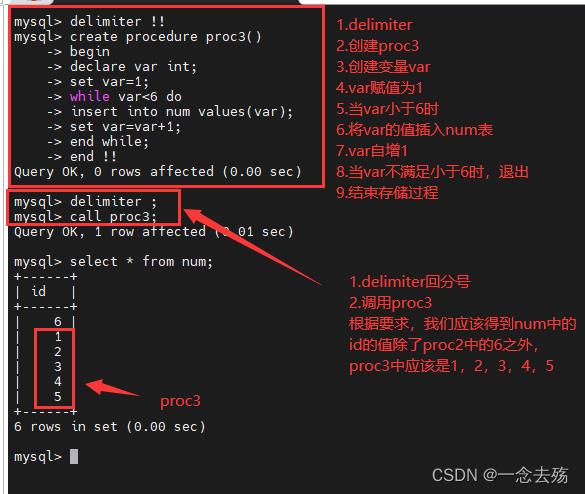 mysql> delimiter !!
mysql> create procedure proc3()
-> begin
-> declare var int;
-> set var=1;
-> while var<6 do
-> insert into num values(var);
-> set var=var+1;
-> end while;
-> end !!
Query OK, 0 rows affected (0.00 sec)
1.delimiter
2.创建proc3
3.创建变量var
4.var赋值为1
5.当var小于6时
6.将var的值插入num表
7.var自增1
8.当var不满足小于6时，退出
9.结束存储过程
mysql> delimiter ;
mysql> call proc3;
Query OK, 1 row affected (0.01 sec)
mysql> select * from num;
+------+
| id   |
+------+
|    6 |
|    1 |
|    2 |
|    3 |
|    4 |
|    5 |
+------+
6 rows in set (0.00 sec)
mysql>
1.delimiter回分号
2.调用proc3
根据要求，我们应该得到num中的
id的值除了proc2中的6之外，
proc3中应该是1，2，3，4，5
proc3
CSDN @一念去殇